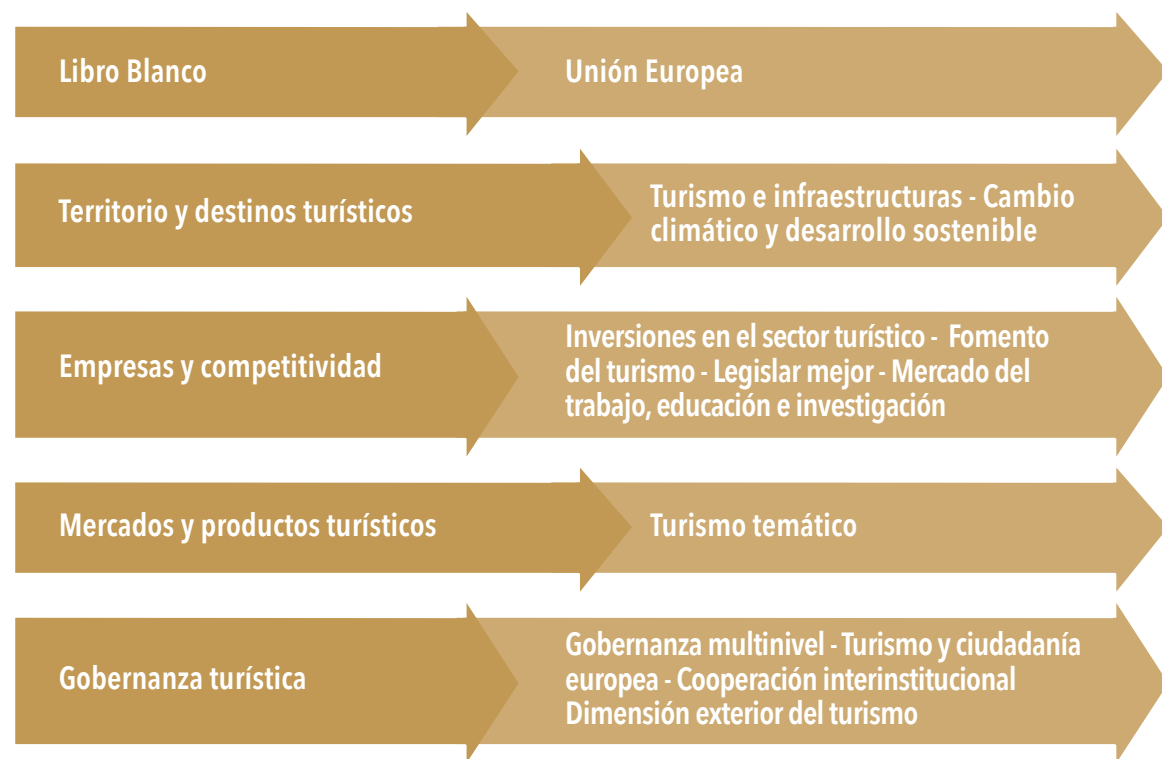 Libro Blanco
Unión Europea
Territorio y destinos turísticos
Turismo e infraestructuras - Cambio
climático y desarrollo sostenible
Empresas y competitividad
Inversiones en el sector turístico -  Fomento
del turismo - Legislar mejor - Mercado del
trabajo, educación e investigación
Mercados y productos turísticos
Turismo temático
Gobernanza turística
Gobernanza multinivel - Turismo y ciudadanía
europea - Cooperación interinstitucional
Dimensión exterior del turismo